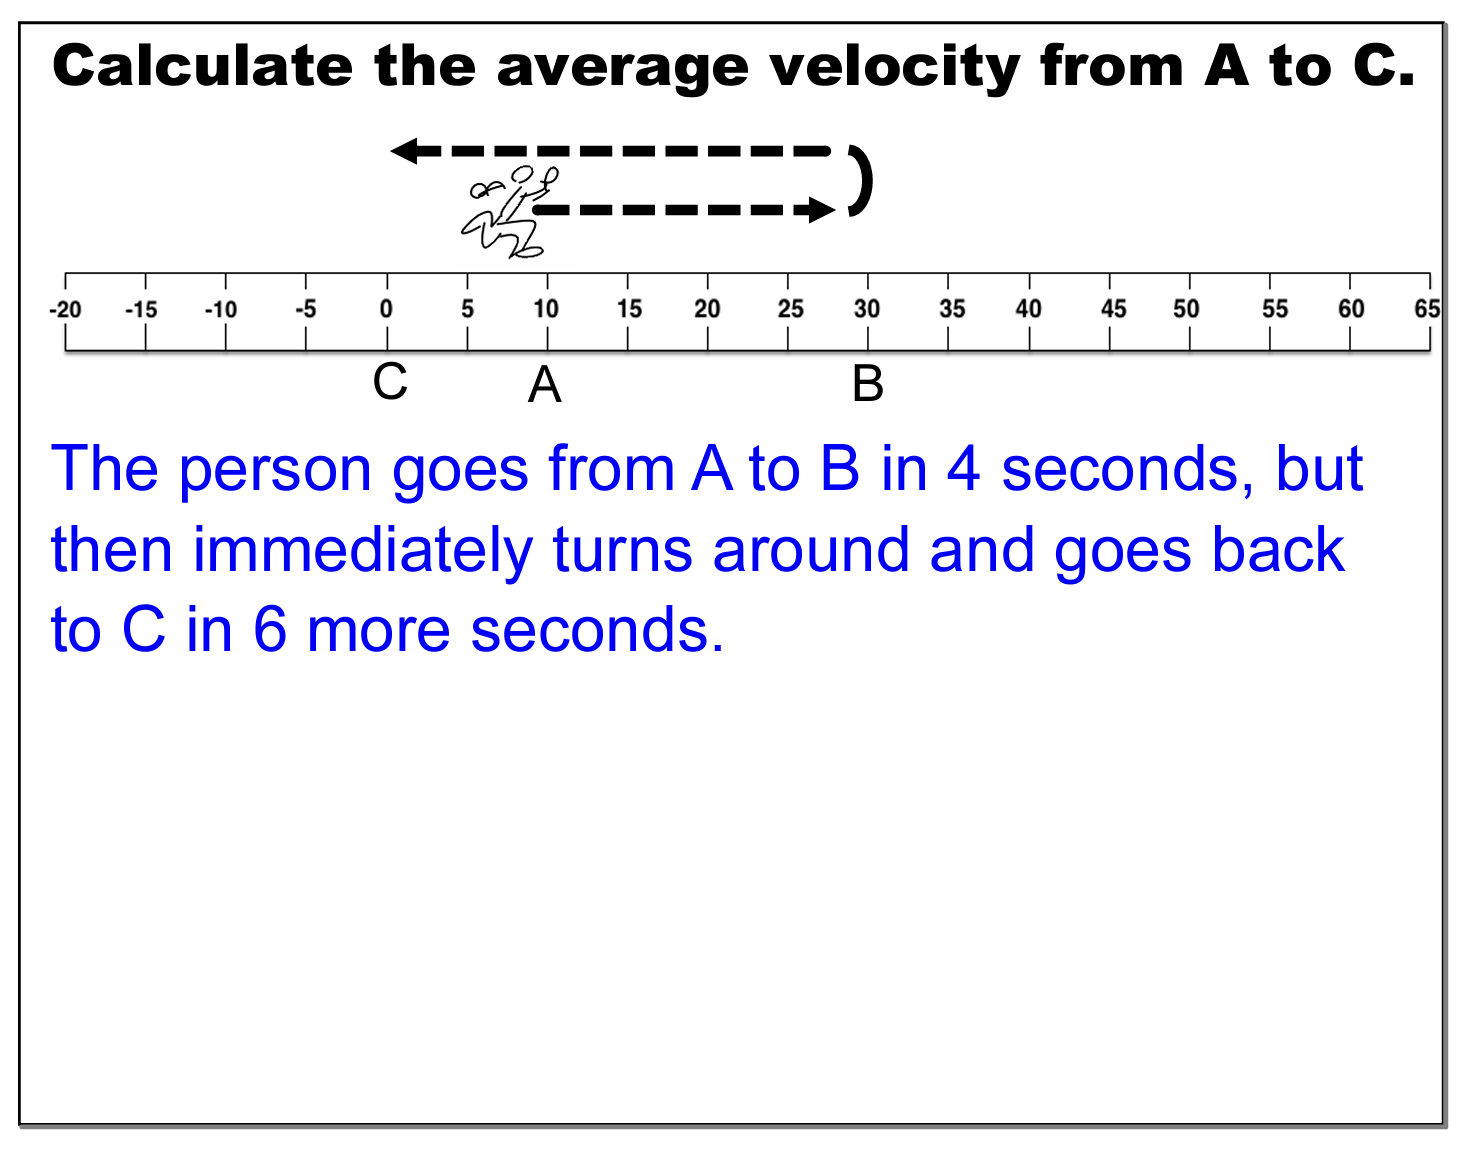 Calculate the average velocity from A to C.
-20 -15 -10 -5 0 5 10 15 20 25 30 35 40 45 50 55 60 65
C A B
The person goes from A to B in 4 seconds, but
then immediately turns around and goes back
to C in 6 more seconds.